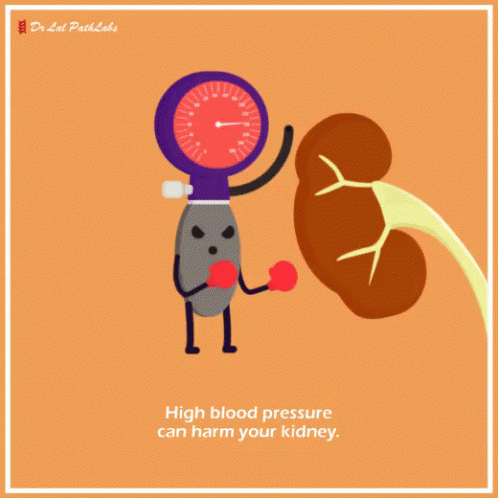 Dr Lal PathLabs
High blood pressure
can harm your kidney.